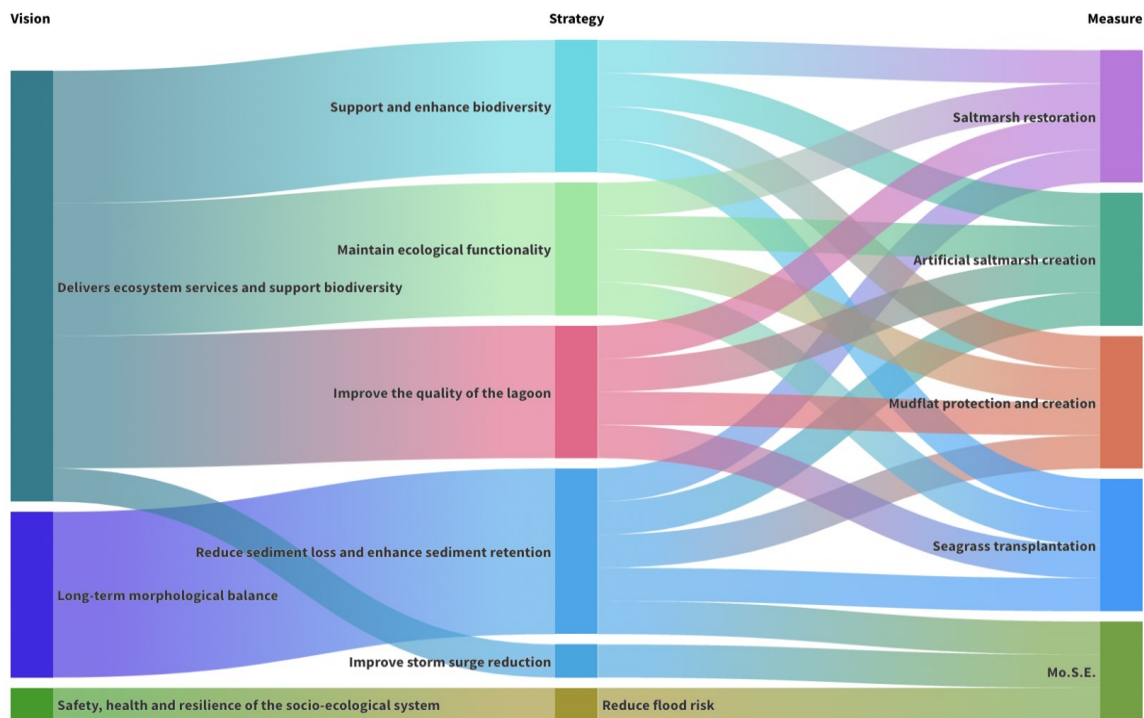 Vision
Strategy
Measure
Support and enhance biodiversity
Saltmarsh restoration
Maintain ecological functionality
Artificial saltmarsh creation
Delivers ecosystem services and support biodiversity
Improve the quality of the lagoon
Mudflat protection and creation
Reduce sediment loss and enhance sediment retention
Seagrass transplantation
Long-term morphological balance
Improve storm surge reduction
Mo.S.E.
Safety, health and resilience of the socio-ecological system
Reduce flood risk